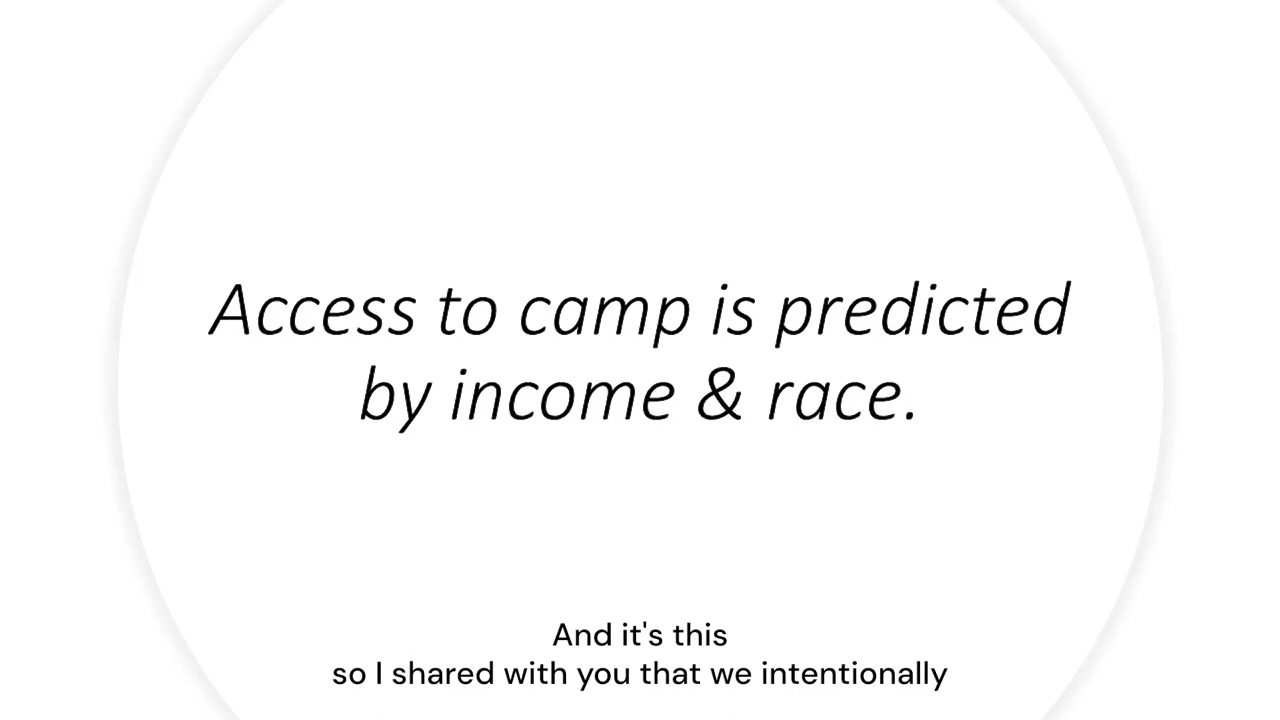 Access to camp is predicted
by income & race.
And it's this
so I shared with you that we intentionally